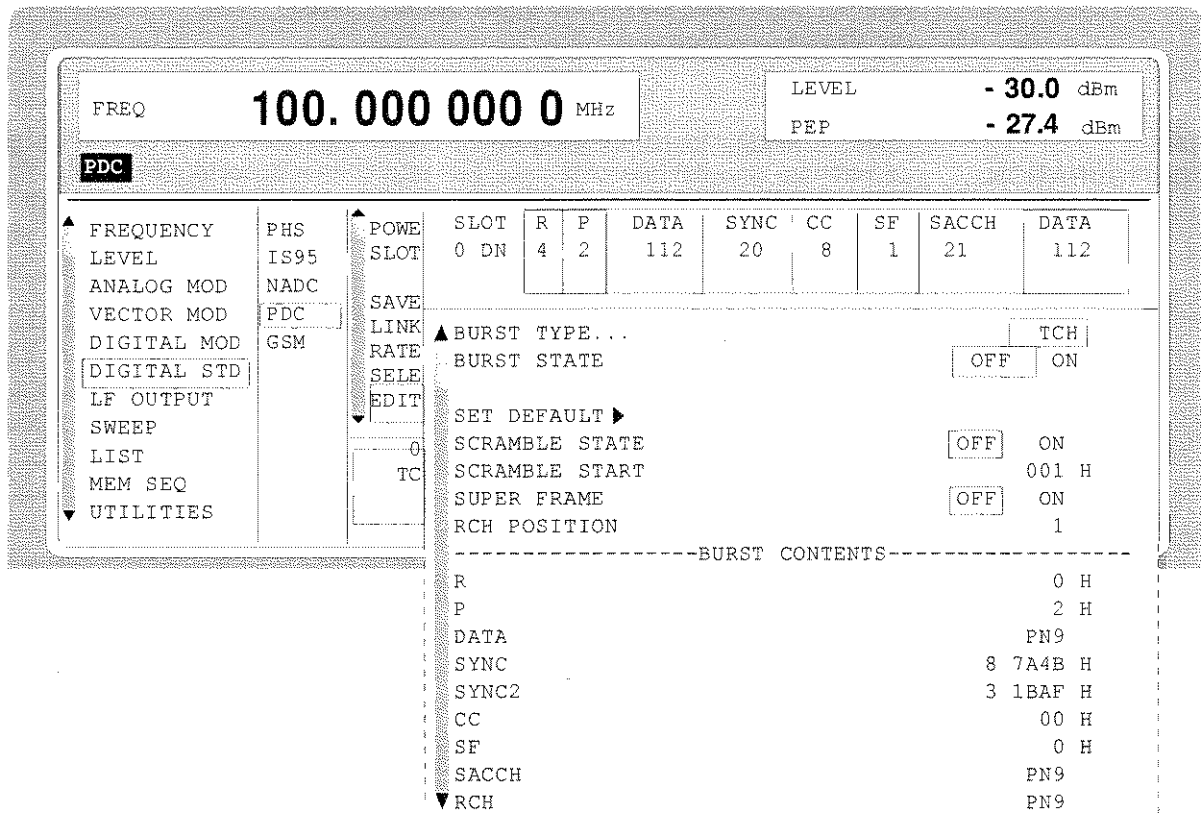 FREQ 100. 000 000 0 MHz
LEVEL - 30.0 dBm
PEP - 27.4 dBm
PDC
FREQUENCY
LEVEL
ANALOG MOD
VECTOR MOD
DIGITAL MOD
DIGITAL STD
LF OUTPUT
SWEEP
LIST
MEM SEQ
UTILITIES
PHS
IS95
NADC
PDC
GSM
POWE
SLOT
SAVE
LINK
RATE
SELE
EDIT
0
TC
SLOT R P DATA SYNC CC SF SACCH DATA
0 DN 4 2 112 20 8 1 21 112
BURST TYPE... TCH
BURST STATE OFF ON
SET DEFAULT
SCRAMBLE STATE OFF ON
SCRAMBLE START 001 H
SUPER FRAME OFF ON
RCH POSITION 1
-------------------BURST CONTENTS-------------------
R 0 H
P 2 H
DATA PN9
SYNC 8 7A4B H
SYNC2 3 1BAF H
CC 00 H
SF 0 H
SACCH PN9
RCH PN9